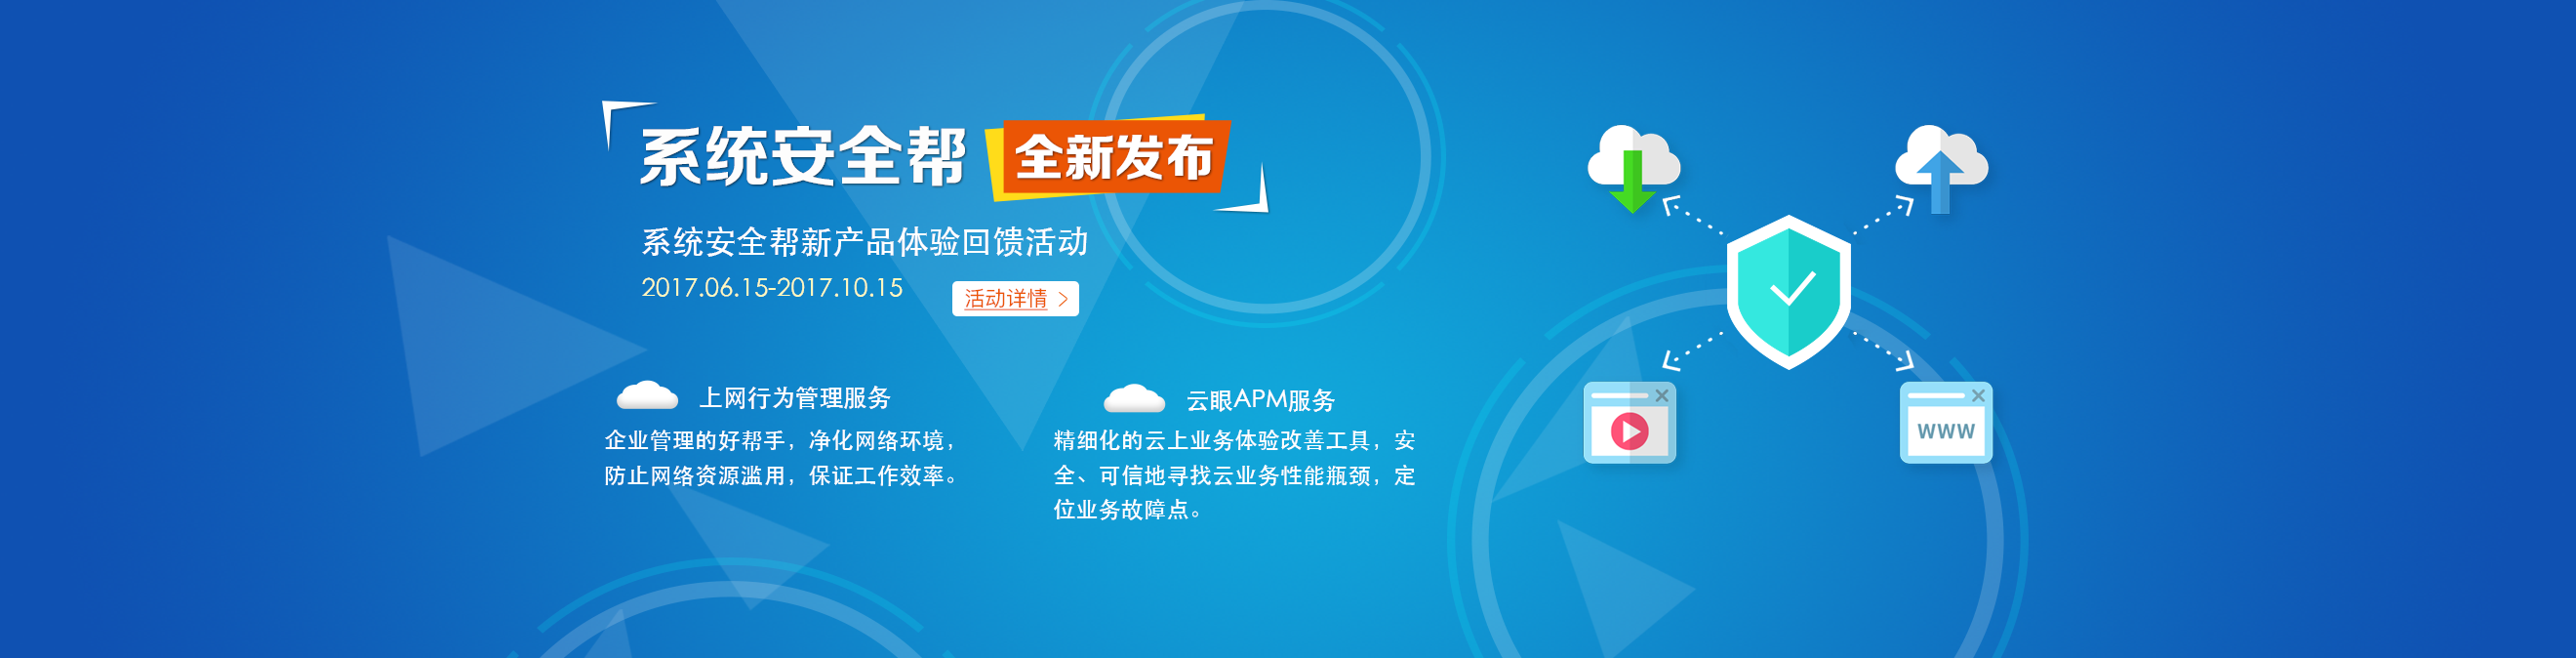 系统安全帮 全新发布
系统安全帮新产品体验回馈活动
2017.06.15-2017.10.15
活动详情 >
上网行为管理服务
企业管理的好帮手，净化网络环境，
防止网络资源滥用，保证工作效率。
云眼APM服务
精细化的云上业务体验改善工具，安
全、可信地寻找云业务性能瓶颈，定
位业务故障点。
WWW